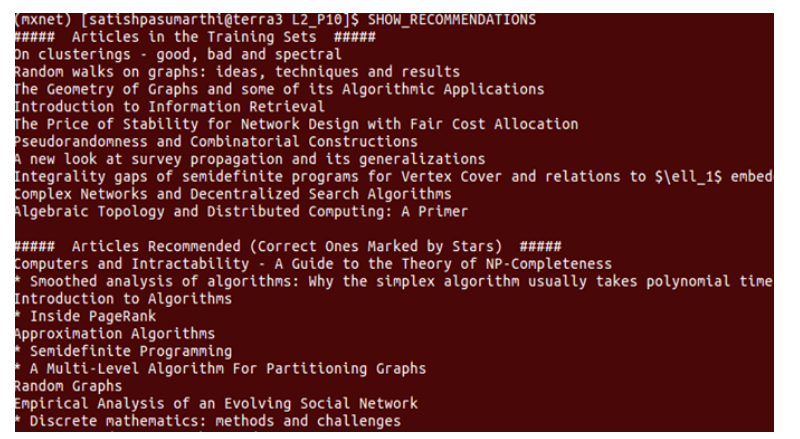 (mxnet) [satishpasumarthi@terra3 L2_P10]$ SHOW_RECOMMENDATIONS
##### Articles in the Training Sets #####
On clusterings - good, bad and spectral
Random walks on graphs: ideas, techniques and results
The Geometry of Graphs and some of its Algorithmic Applications
Introduction to Information Retrieval
The Price of Stability for Network Design with Fair Cost Allocation
Pseudorandomness and Combinatorial Constructions
A new look at survey propagation and its generalizations
Integrality gaps of semidefinite programs for Vertex Cover and relations to $\ell_1$ embed
Complex Networks and Decentralized Search Algorithms
Algebraic Topology and Distributed Computing: A Primer
##### Articles Recommended (Correct Ones Marked by Stars) #####
Computers and Intractability - A Guide to the Theory of NP-Completeness
* Smoothed analysis of algorithms: Why the simplex algorithm usually takes polynomial time
Introduction to Algorithms
* Inside PageRank
Approximation Algorithms
* Semidefinite Programming
* A Multi-Level Algorithm For Partitioning Graphs
Random Graphs
Empirical Analysis of an Evolving Social Network
* Discrete mathematics: methods and challenges